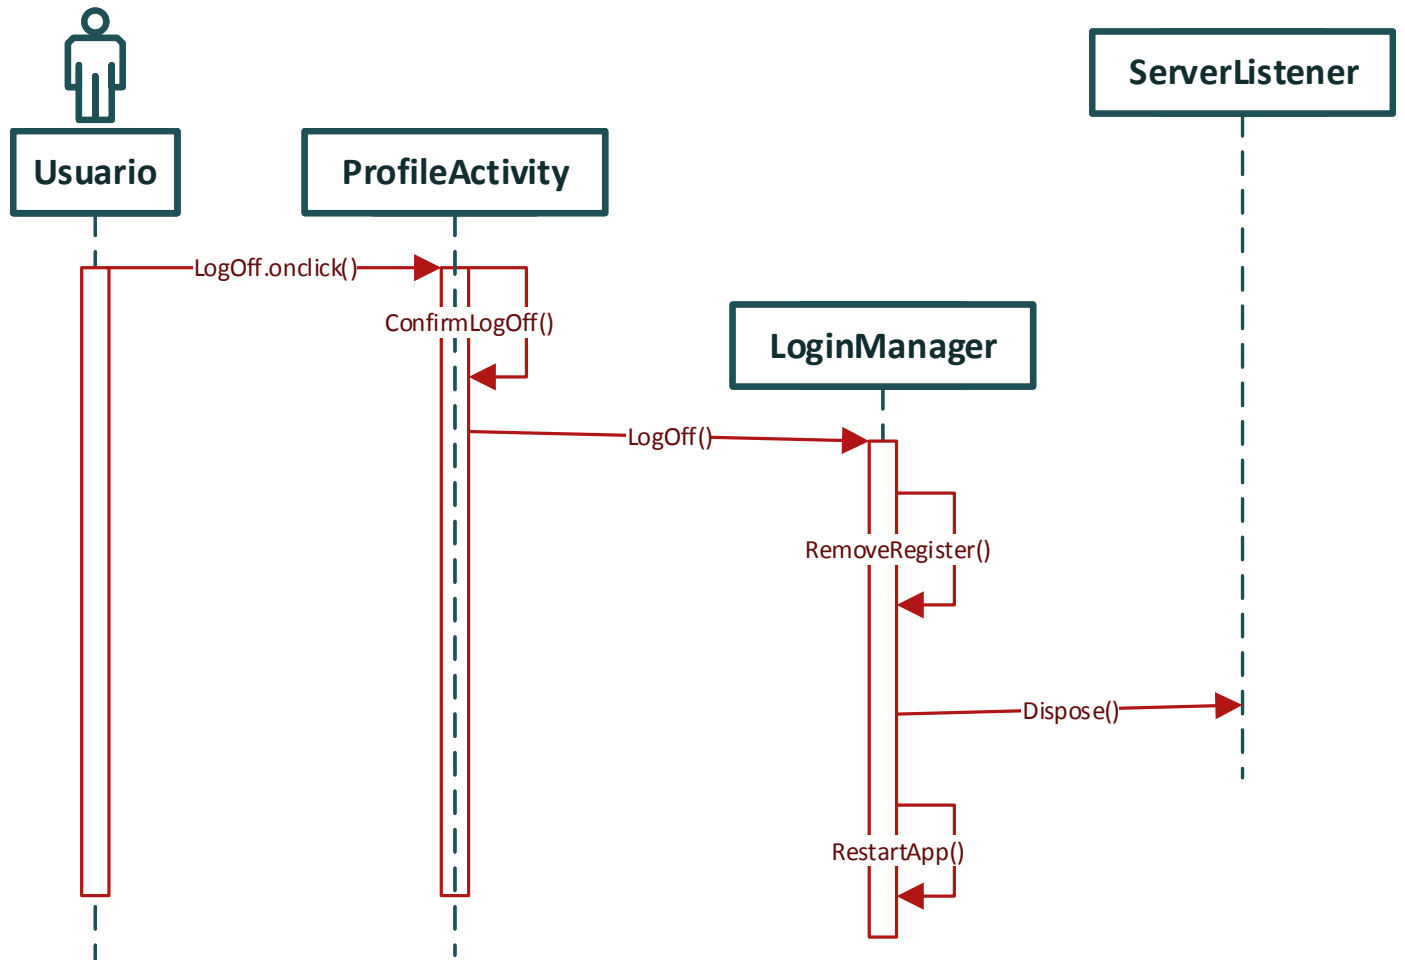 ServerListener
Usuario
ProfileActivity
LogOff.onclick()
ConfirmLogOff()
LoginManager
LogOff()
RemoveRegister()
Dispose()
RestartApp()